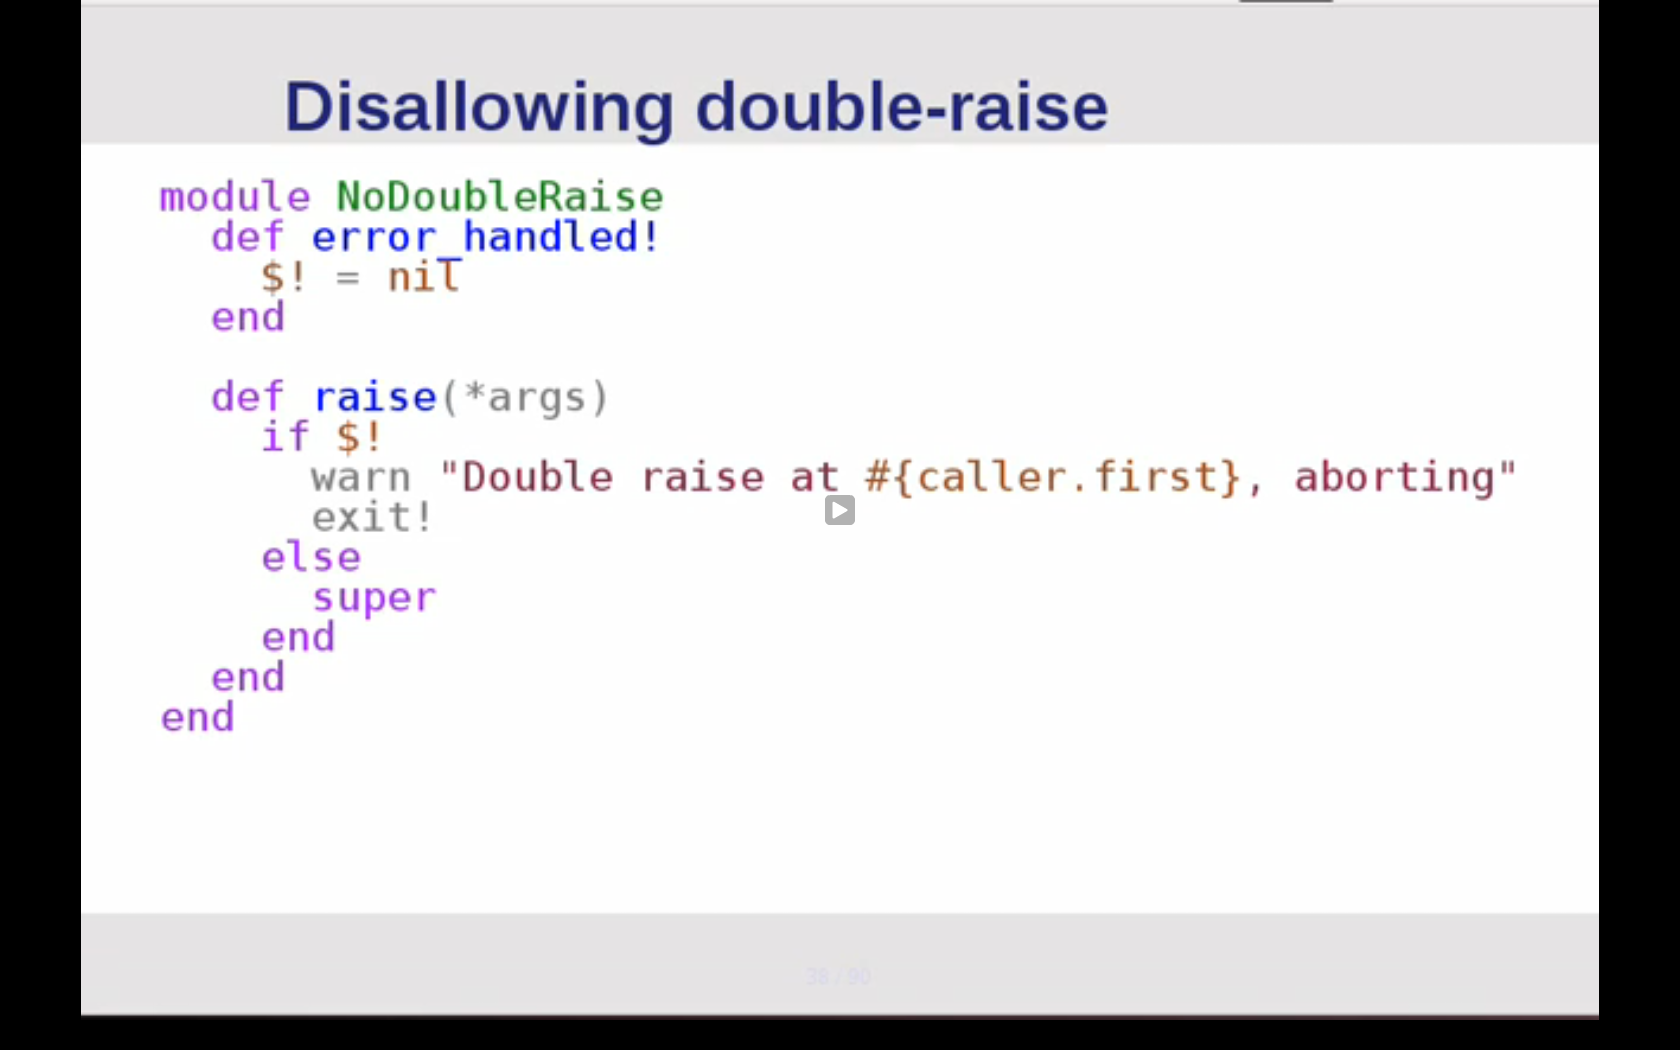 Disallowing double-raise
module NoDoubleRaise
  def error_handled!
    $! = nil
  end

  def raise(*args)
    if $!
      warn "Double raise at #{caller.first}, aborting"
      exit!
    else
      super
    end
  end
end
38 / 90